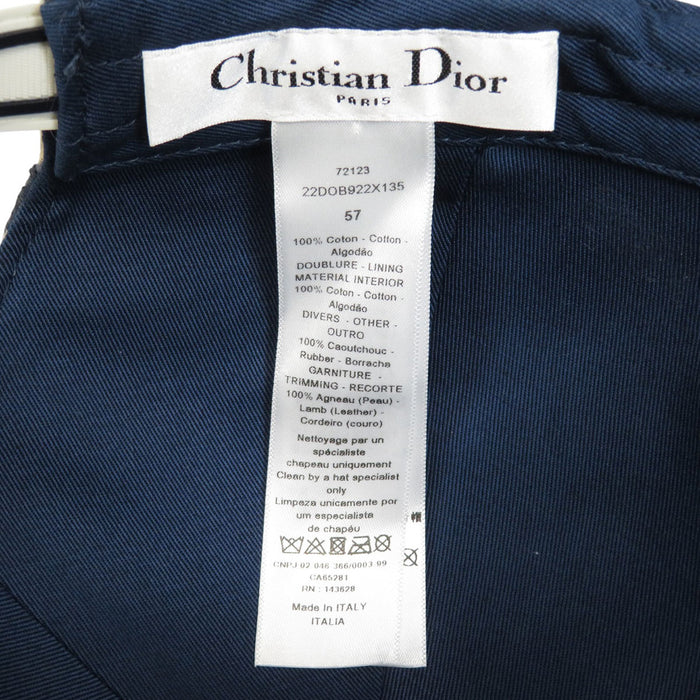 Christian Dior
PARIS
72123
22DOB922X135
57
100% Coton - Cotton -
Algodão
DOUBLURE - LINING
MATERIAL INTERIOR
100% Coton - Cotton -
Algodão
DIVERS - OTHER -
OUTRO
100% Caoutchouc -
Rubber - Borracha
GARNITURE -
TRIMMING - RECORTE
100% Agneau (Peau) -
Lamb (Leather) -
Cordeiro (couro)
Nettoyage par un
spécialiste
chapeau uniquement
Clean by a hat specialist
only
Limpeza unicamente por
um especialista
de chapéu
帽
CNPJ 02 046 366/0003-99
CA65281
RN : 143628
Made in ITALY
ITALIA